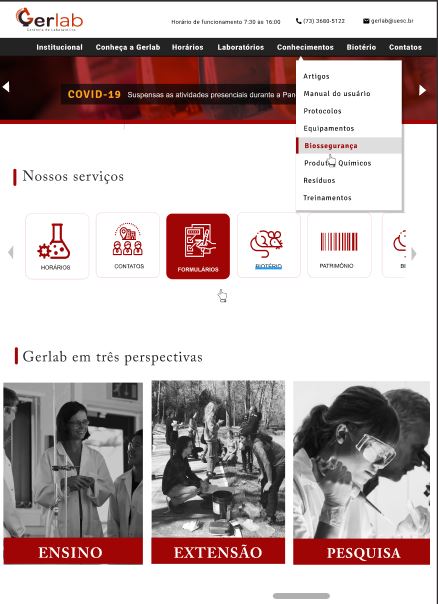 Gerlab
Gerência de Laboratórios
Horário de funcionamento 7:30 às 16:00
(73) 3680-5122
gerlab@uesc.br
Institucional
Conheça a Gerlab
Horários
Laboratórios
Conhecimentos
Biotério
Contatos
COVID-19 Suspensas as atividades presenciais durante a Pan
Artigos
Manual do usuário
Protocolos
Equipamentos
Biossegurança
Produtos Químicos
Resíduos
Treinamentos
Nossos serviços
HORÁRIOS
CONTATOS
FORMULÁRIOS
BIOTÉRIO
PATRIMÔNIO
BI
Gerlab em três perspectivas
ENSINO
EXTENSÃO
PESQUISA